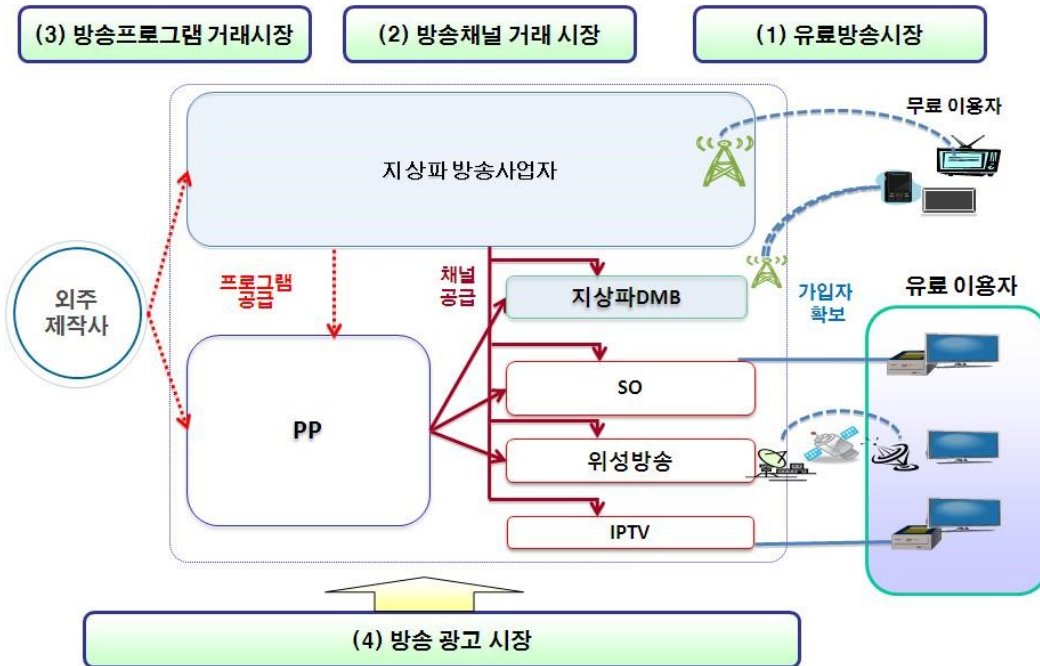 (3) 방송프로그램 거래시장
(2) 방송채널 거래 시장
(1) 유료방송시장
무료 이용자
지상파 방송사업자
외주
제작사
프로그램
공급
채널
공급
지상파DMB
가입자
확보
유료 이용자
SO
PP
위성방송
IPTV
(4) 방송 광고 시장